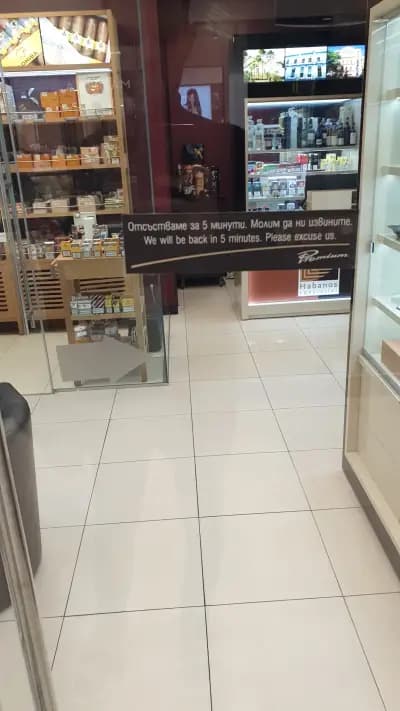 Отсъстваме за 5 минути. Молим да ни извините.
We will be back in 5 minutes. Please excuse us.
Premium
Habanos